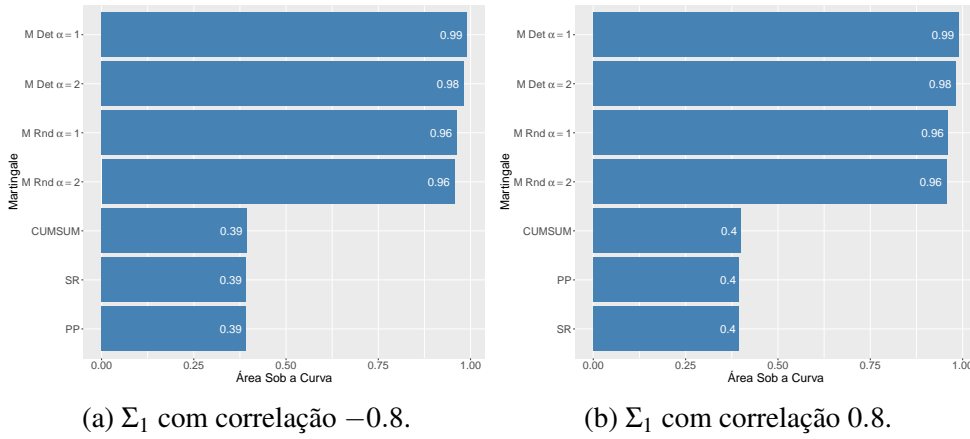 M Det α = 1
M Det α = 2
M Rnd α = 1
M Rnd α = 2
CUMSUM
SR
PP
Martingale
0.99
0.98
0.96
0.96
0.39
0.39
0.39
0.00 0.25 0.50 0.75 1.00
Área Sob a Curva
(a) Σ₁ com correlação −0.8.
M Det α = 1
M Det α = 2
M Rnd α = 1
M Rnd α = 2
CUMSUM
PP
SR
Martingale
0.99
0.98
0.96
0.96
0.4
0.4
0.4
0.00 0.25 0.50 0.75 1.00
Área Sob a Curva
(b) Σ₁ com correlação 0.8.